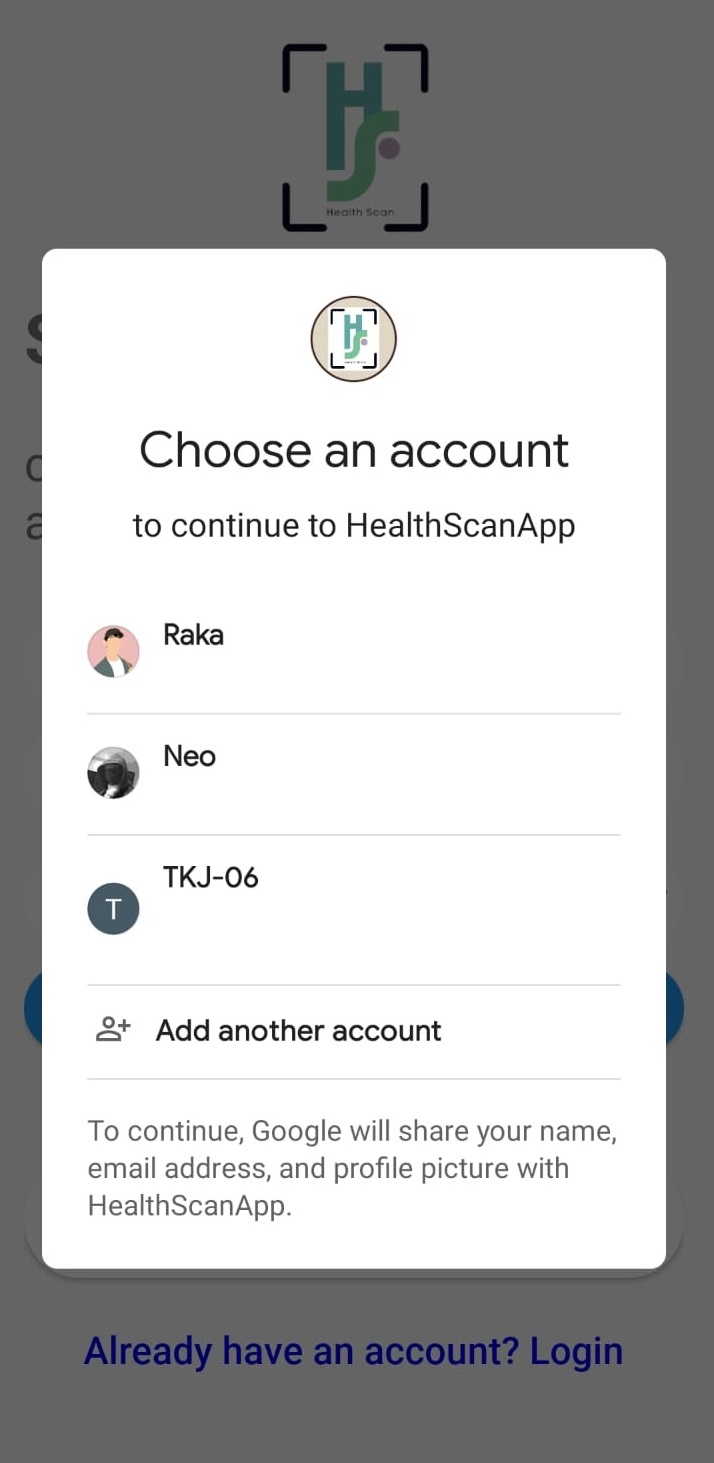 Health Scan
Choose an account
to continue to HealthScanApp
Raka
Neo
TKJ-06
T
Add another account
To continue, Google will share your name,
email address, and profile picture with
HealthScanApp.
Already have an account? Login